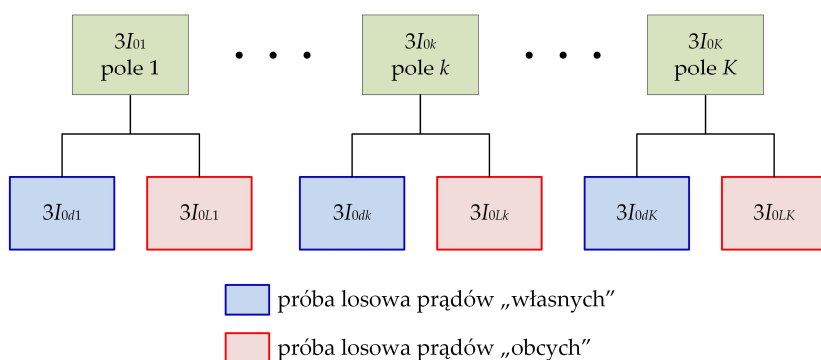 3I01 3I0k 3I0K
pole 1 • • • pole k • • • pole K
3I0d1 3I0L1 3I0dk 3I0Lk 3I0dK 3I0LK
próba losowa prądów „własnych”
próba losowa prądów „obcych”